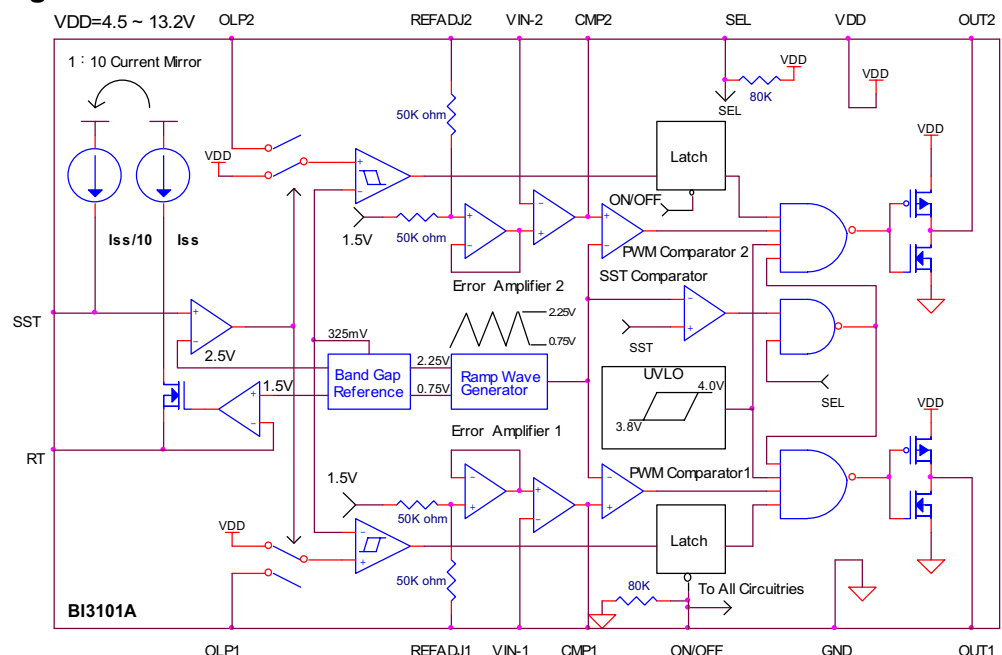 VDD=4.5 ~ 13.2V
OLP2
REFADJ2
VIN-2
CMP2
SEL
VDD
OUT2
1：10 Current Mirror
VDD
80K
SEL
VDD
50K ohm
VDD
VDD
Latch
ON/OFF
1.5V
50K ohm
Iss/10
Iss
PWM Comparator 2
SST Comparator
Error Amplifier 2
SST
2.5V
325mV
2.25V
0.75V
2.25V
0.75V
Band Gap
Reference
Ramp Wave
Generator
SST
UVLO
4.0V
3.8V
SEL
1.5V
VDD
RT
Error Amplifier 1
1.5V
PWM Comparator1
50K ohm
VDD
Latch
50K ohm
80K
To All Circuitries
BI3101A
OLP1
REFADJ1
VIN-1
CMP1
ON/OFF
GND
OUT1